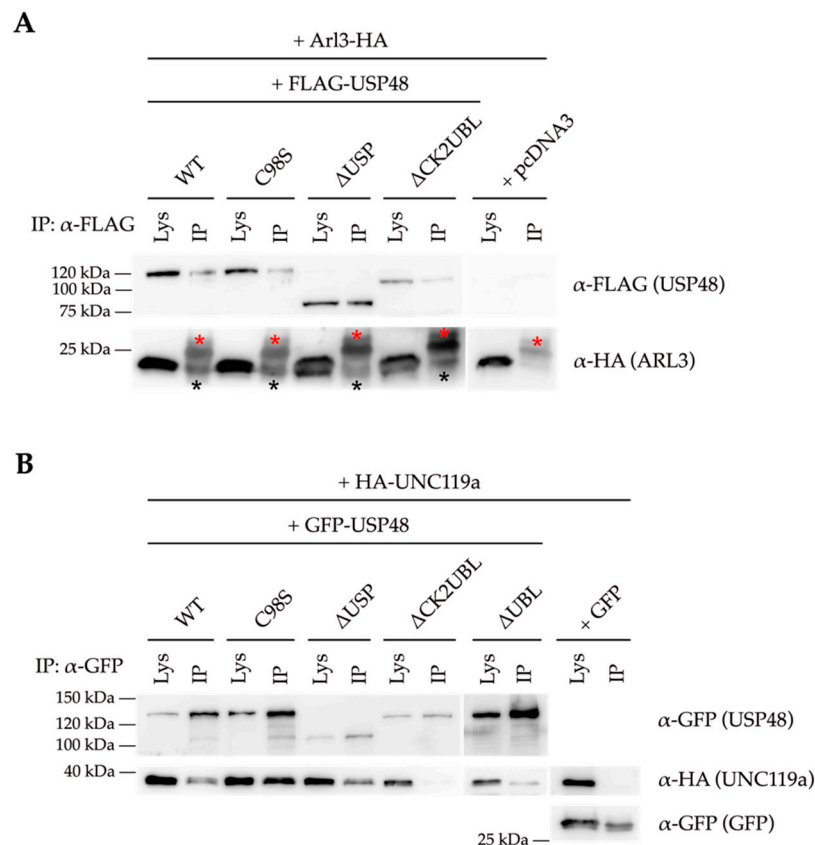 A
+ Arl3-HA
+ FLAG-USP48
WT C98S ΔUSP ΔCK2UBL + pcDNA3
IP: α-FLAG Lys IP Lys IP Lys IP Lys IP Lys IP
120 kDa
100 kDa
75 kDa
α-FLAG (USP48)
* * * * *
25 kDa
α-HA (ARL3)
* * * *
B
+ HA-UNC119a
+ GFP-USP48
WT C98S ΔUSP ΔCK2UBL ΔUBL + GFP
IP: α-GFP Lys IP Lys IP Lys IP Lys IP Lys IP Lys IP
150 kDa
120 kDa
100 kDa
α-GFP (USP48)
40 kDa
α-HA (UNC119a)
α-GFP (GFP)
25 kDa